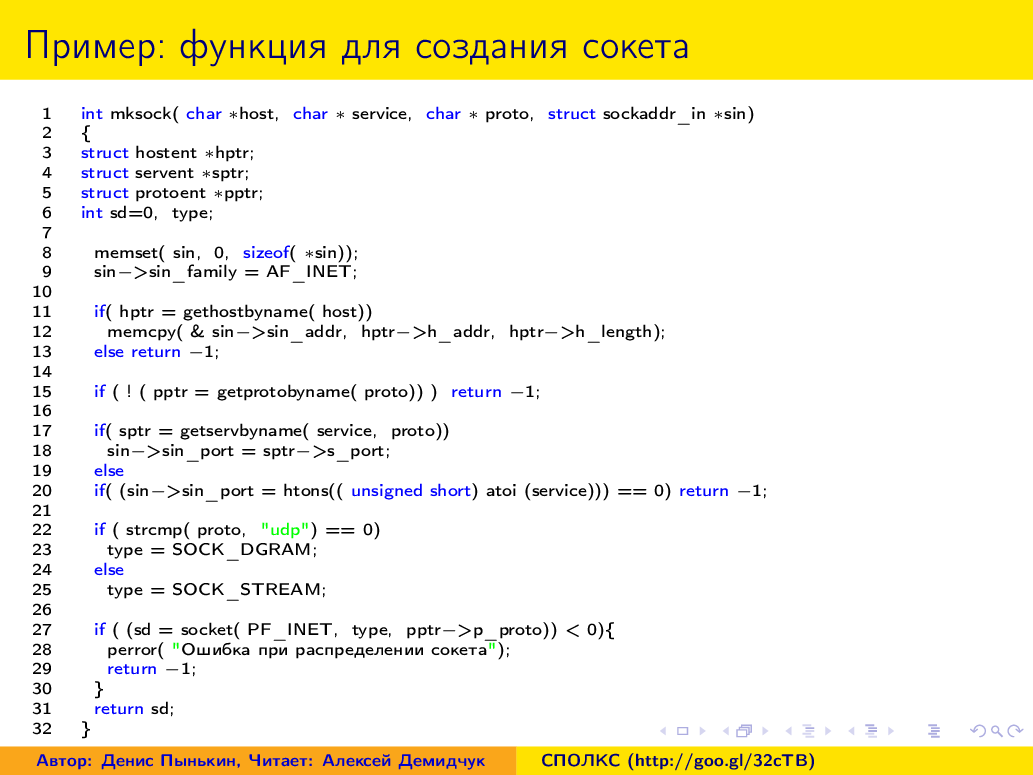 Пример: функция для создания сокета
1 int mksock( char *host, char * service, char * proto, struct sockaddr_in *sin)
2 {
3 struct hostent *hptr;
4 struct servent *sptr;
5 struct protoent *pptr;
6 int sd=0, type;
7
8 memset( sin, 0, sizeof( *sin));
9 sin−>sin_family = AF_INET;
10
11 if( hptr = gethostbyname( host))
12 memcpy( & sin−>sin_addr, hptr−>h_addr, hptr−>h_length);
13 else return −1;
14
15 if ( ! ( pptr = getprotobyname( proto)) ) return −1;
16
17 if( sptr = getservbyname( service, proto))
18 sin−>sin_port = sptr−>s_port;
19 else
20 if( (sin−>sin_port = htons(( unsigned short) atoi (service))) == 0) return −1;
21
22 if ( strcmp( proto, "udp") == 0)
23 type = SOCK_DGRAM;
24 else
25 type = SOCK_STREAM;
26
27 if ( (sd = socket( PF_INET, type, pptr−>p_proto)) < 0){
28 perror( "Ошибка при распределении сокета");
29 return −1;
30 }
31 return sd;
32 }
Автор: Денис Пынькин, Читает: Алексей Демидчук СПОЛКС (http://goo.gl/32cTB)